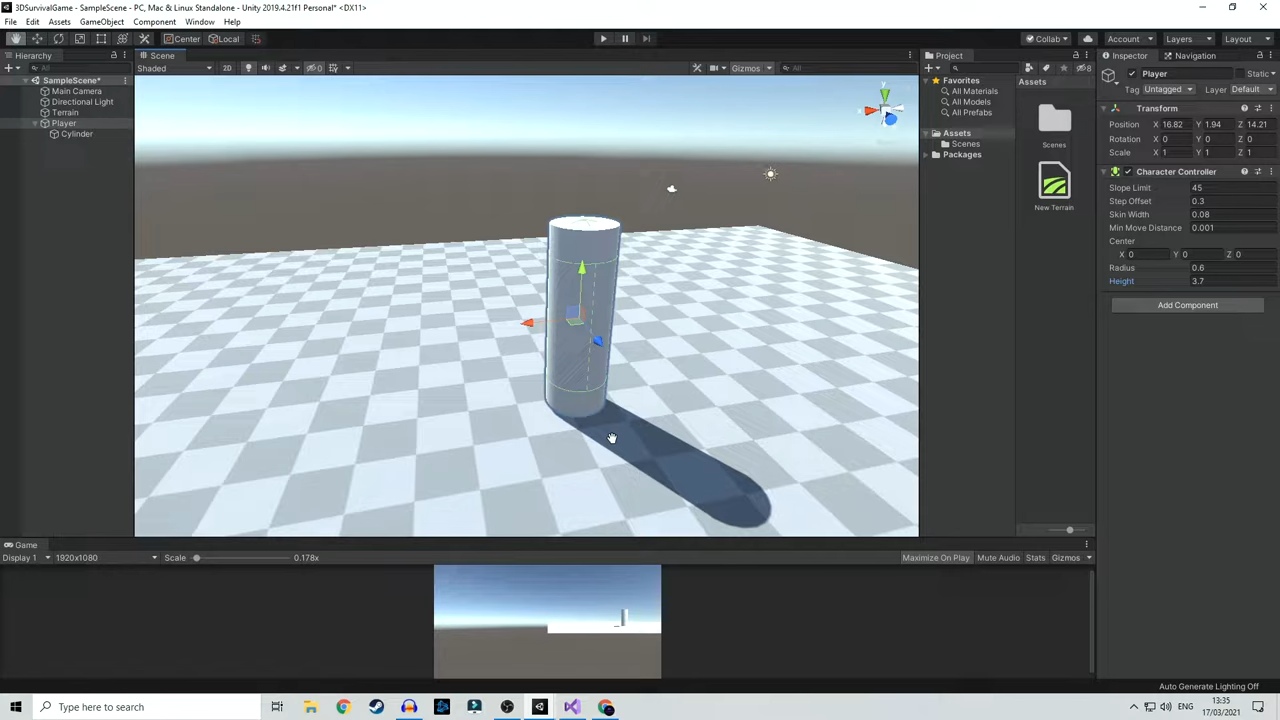 3DSurvivalGame - SampleScene - PC, Mac & Linux Standalone - Unity 2019.4.21f1 Personal* <DX11>
File Edit Assets GameObject Component Window Help
Center Local Collab Account Layers Layout
Hierarchy
All
SampleScene*
Main Camera
Directional Light
Terrain
Player
Cylinder
Scene
Shaded 2D 0 Gizmos All
y
Project
8
Favorites
All Materials
All Models
All Prefabs
Assets
Scenes
Packages
Assets
Scenes
New Terrain
Inspector Navigation
Player Static
Tag Untagged Layer Default
Transform
Position X 16.82 Y 1.94 Z 14.21
Rotation X 0 Y 0 Z 0
Scale X 1 Y 1 Z 1
Character Controller
Slope Limit 45
Step Offset 0.3
Skin Width 0.08
Min Move Distance 0.001
Center
X 0 Y 0 Z 0
Radius 0.6
Height 3.7
Add Component
Game
Display 1 1920x1080 Scale 0.178x Maximize On Play Mute Audio Stats Gizmos
Auto Generate Lighting Off
Type here to search
ENG
13:35
17/03/2021